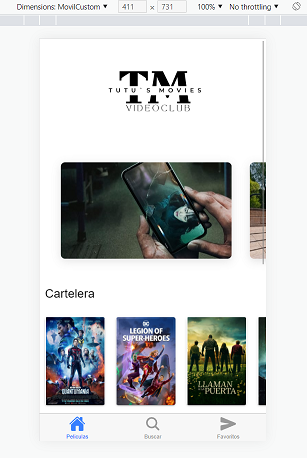 Dimensions: MovilCustom ▼ 411 × 731 100% ▼ No throttling ▼
TM
TUTU'S MOVIES
VIDEOCLUB
Cartelera
QUANTUMANIA
DC
LEGION OF
SUPER-HEROES
LLAMAN
A LA
PUERTA
Peliculas
Buscar
Favoritos